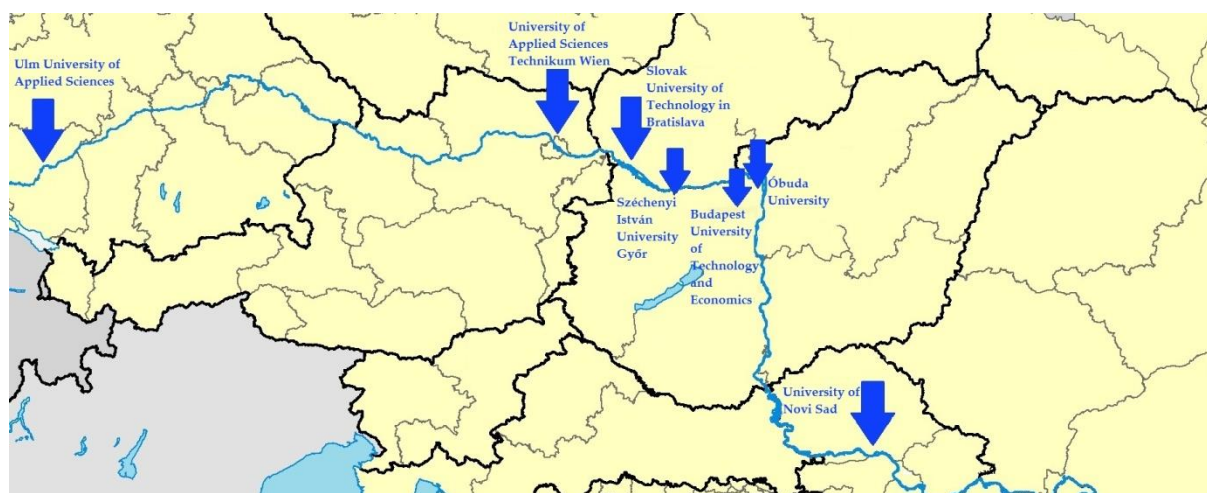 Ulm University of
Applied Sciences
University of
Applied Sciences
Technikum Wien
Slovak
University of
Technology in
Bratislava
Széchenyi
István
University
Győr
Budapest
University
of
Technology
and
Economics
Óbuda
University
University of
Novi Sad